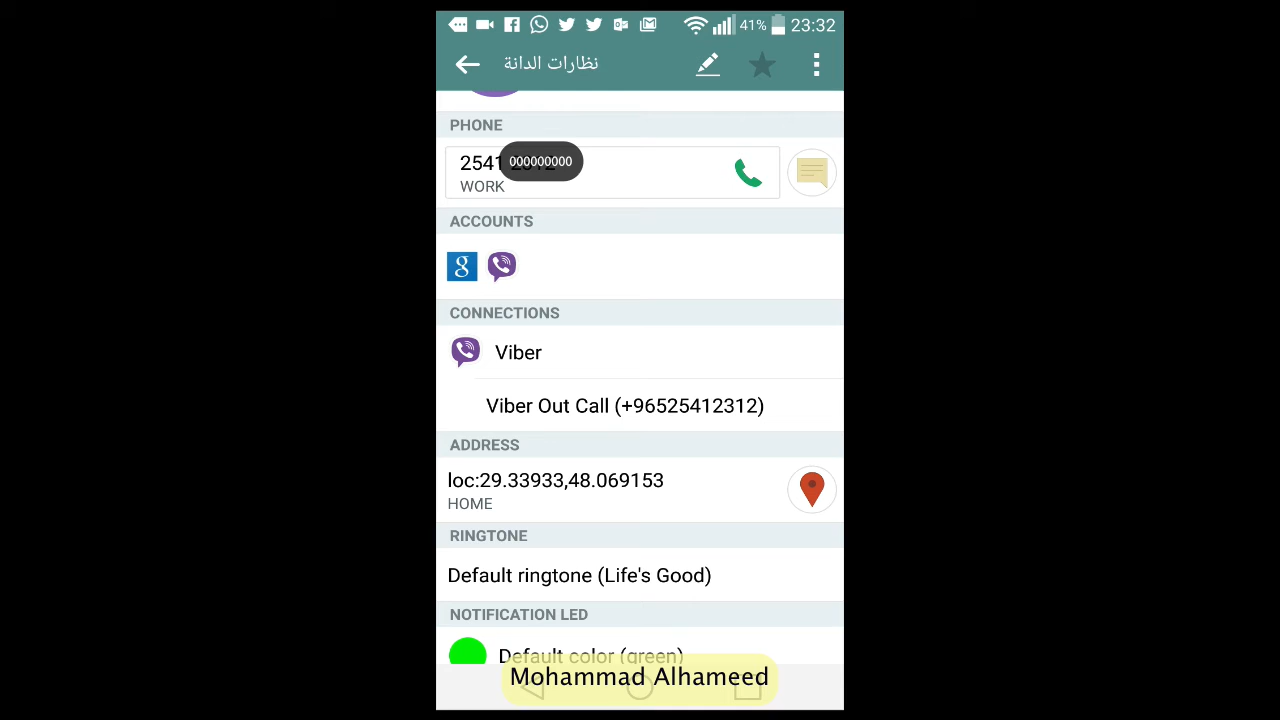 41% 23:32
نظارات الدانة
PHONE
2541 2312
000000000
WORK
ACCOUNTS
g
CONNECTIONS
Viber
Viber Out Call (+96525412312)
ADDRESS
loc:29.33933,48.069153
HOME
RINGTONE
Default ringtone (Life's Good)
NOTIFICATION LED
Default color (green)
Mohammad Alhameed